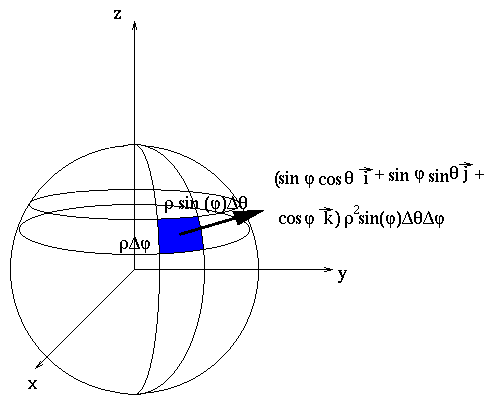 z
(sin φ cos θ i⃗ + sin φ sinθ j⃗ +
ρ sin (φ)Δθ
cos φ k⃗ ) ρ²sin(φ)ΔθΔφ
ρΔφ
y
x